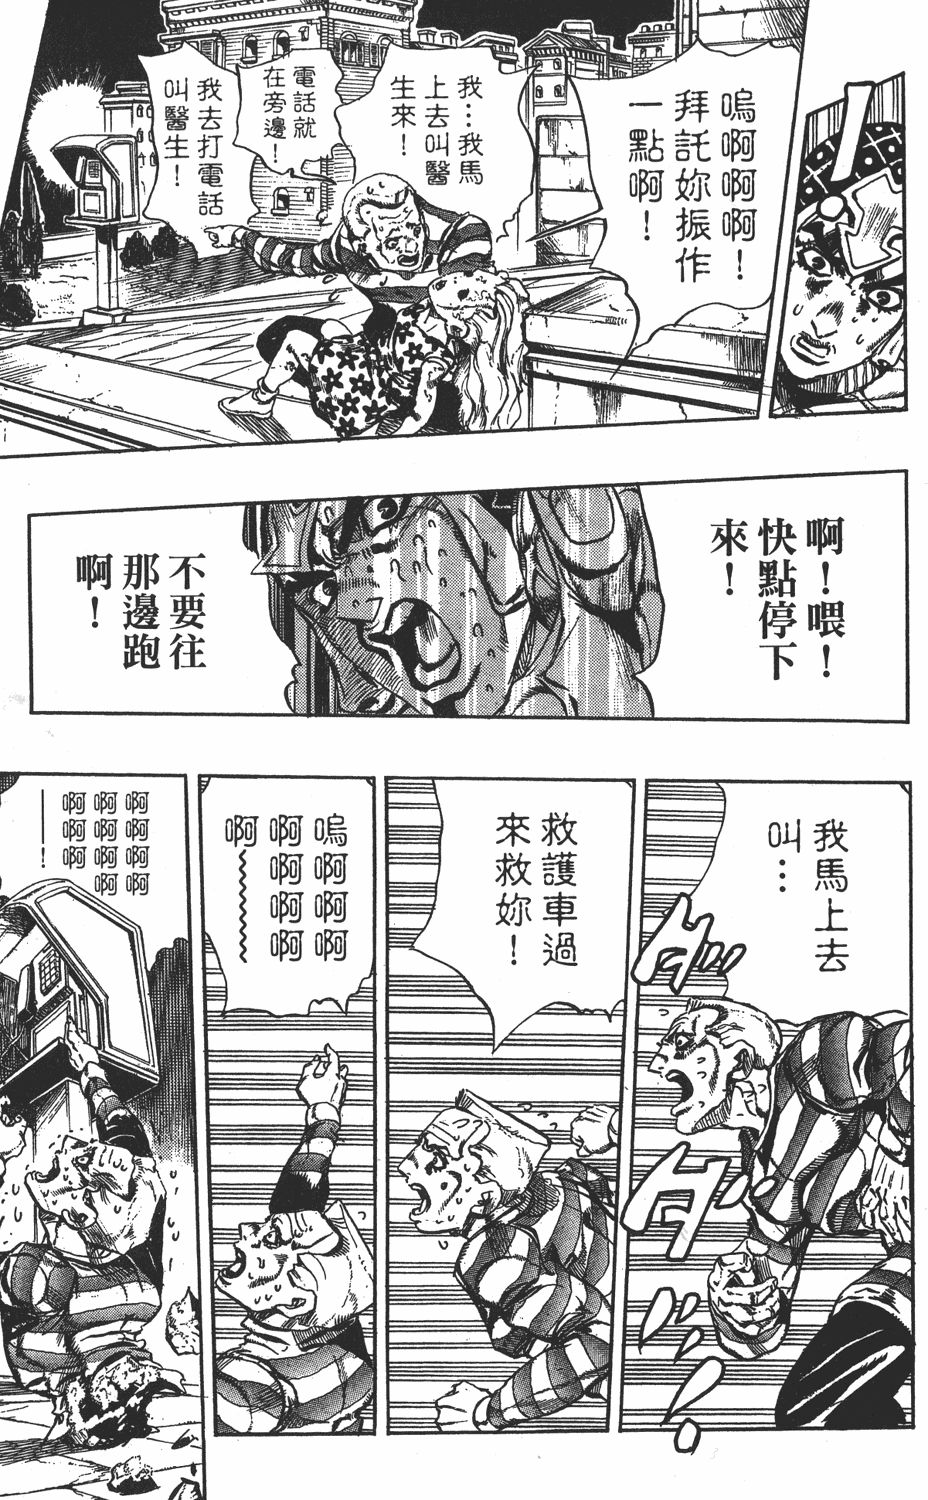 ！
嗚啊啊啊！
拜託妳振作
一點啊！
我…我馬
上去叫醫
生來！
電話就
在旁邊！
我去打電話
叫醫生！
啊！喂！
快點停下
來！
不要往
那邊跑
啊！
我馬上去
叫…
ダッ
ダッ！
救護車過
來救妳！
嗚啊啊啊
啊啊啊啊
啊～～～
啊啊啊啊
啊啊啊啊
啊啊啊
——！